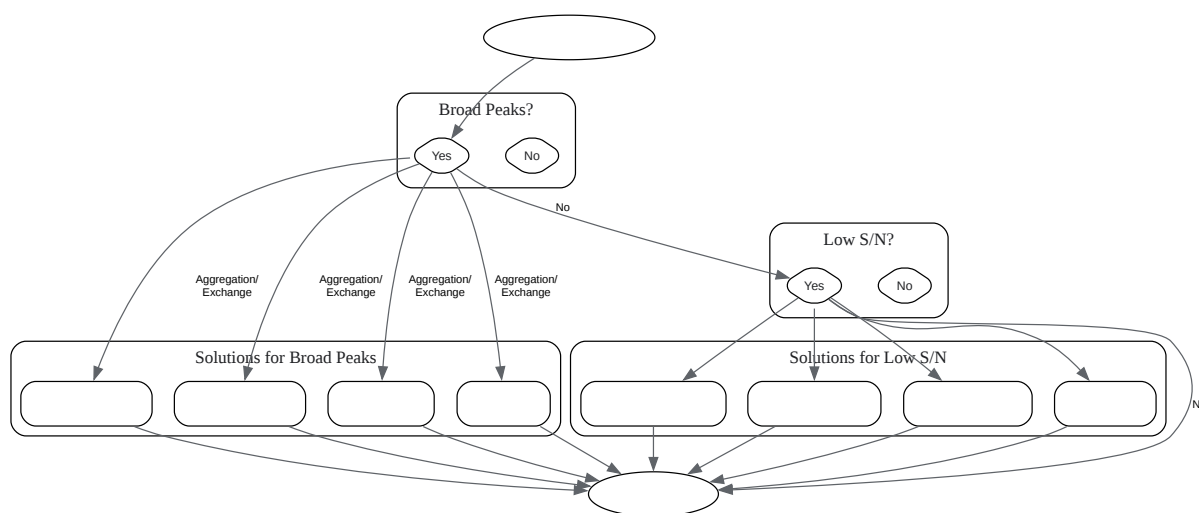 Broad Peaks?
Yes
No
No
Low S/N?
Yes
No
Aggregation/
Exchange
Aggregation/
Exchange
Aggregation/
Exchange
Aggregation/
Exchange
Solutions for Broad Peaks
Solutions for Low S/N
N